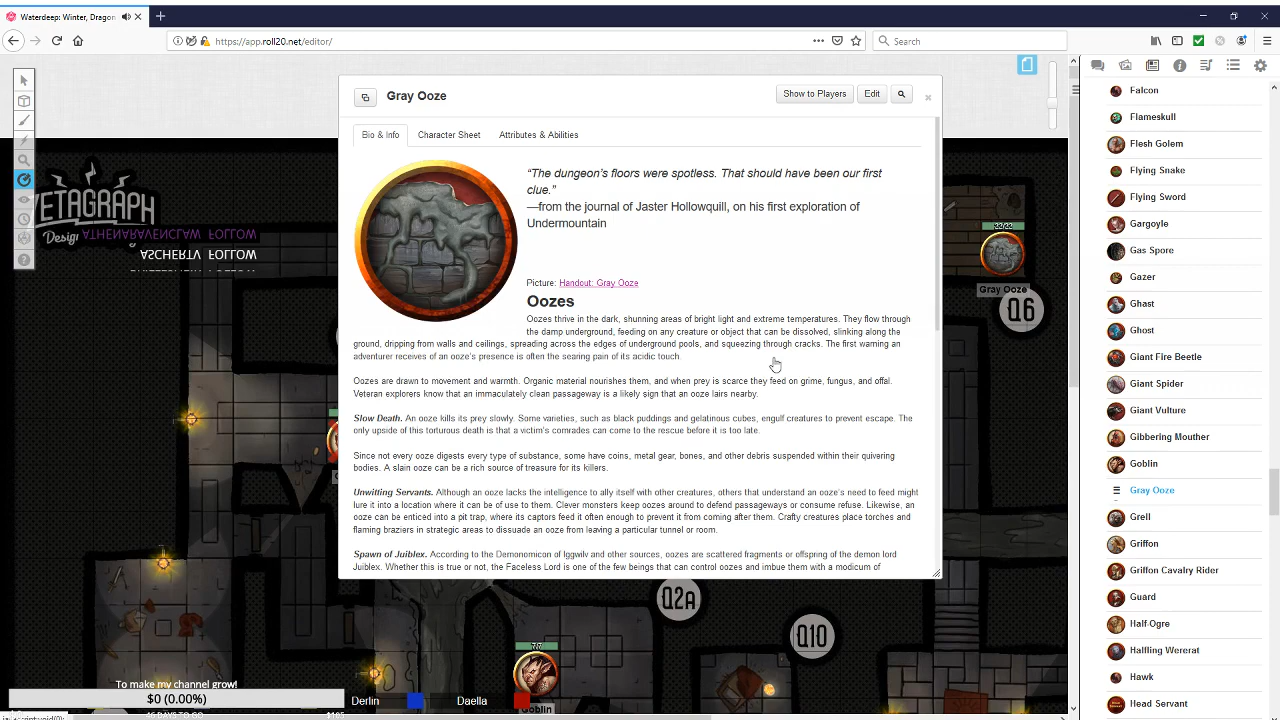 Waterdeep: Winter, Dragon
https://app.roll20.net/editor/
Search
Gray Ooze
Show to Players
Edit
Bio & Info
Character Sheet
Attributes & Abilities
"The dungeon's floors were spotless. That should have been our first
clue."
—from the journal of Jaster Hollowquill, on his first exploration of
Undermountain
Picture: Handout: Gray Ooze
Oozes
Oozes thrive in the dark, shunning areas of bright light and extreme temperatures. They flow through
the damp underground, feeding on any creature or object that can be dissolved, slinking along the
ground, dripping from walls and ceilings, spreading across the edges of underground pools, and squeezing through cracks. The first warning an
adventurer receives of an ooze's presence is often the searing pain of its acidic touch.
Oozes are drawn to movement and warmth. Organic material nourishes them, and when prey is scarce they feed on grime, fungus, and offal.
Veteran explorers know that an immaculately clean passageway is a likely sign that an ooze lairs nearby.
Slow Death. An ooze kills its prey slowly. Some varieties, such as black puddings and gelatinous cubes, engulf creatures to prevent escape. The
only upside of this torturous death is that a victim's comrades can come to the rescue before it is too late.
Since not every ooze digests every type of substance, some have coins, metal gear, bones, and other debris suspended within their quivering
bodies. A slain ooze can be a rich source of treasure for its killers.
Unwitting Servants. Although an ooze lacks the intelligence to ally itself with other creatures, others that understand an ooze's need to feed might
lure it into a location where it can be of use to them. Clever monsters keep oozes around to defend passageways or consume refuse. Likewise, an
ooze can be enticed into a pit trap, where its captors feed it often enough to prevent it from coming after them. Crafty creatures place torches and
flaming braziers in strategic areas to dissuade an ooze from leaving a particular tunnel or room.
Spawn of Juiblex. According to the Demonomicon of Iggwilv and other sources, oozes are scattered fragments or offspring of the demon lord
Juiblex. Whether this is true or not, the Faceless Lord is one of the few beings that can control oozes and imbue them with a modicum of
VETAGRAPH
Design
ATHENARAVENCLAW FOLLOW
ASCHERTV FOLLOW
22/22
Gray Ooze
Q6
Q2A
Q10
7/7
Goblin
To make my channel grow!
$0 (0.00%)
Derlin
Daella
Falcon
Flameskull
Flesh Golem
Flying Snake
Flying Sword
Gargoyle
Gas Spore
Gazer
Ghast
Ghost
Giant Fire Beetle
Giant Spider
Giant Vulture
Gibbering Mouther
Goblin
Gray Ooze
Grell
Griffon
Griffon Cavalry Rider
Guard
Half-Ogre
Halfling Wererat
Hawk
Head Servant